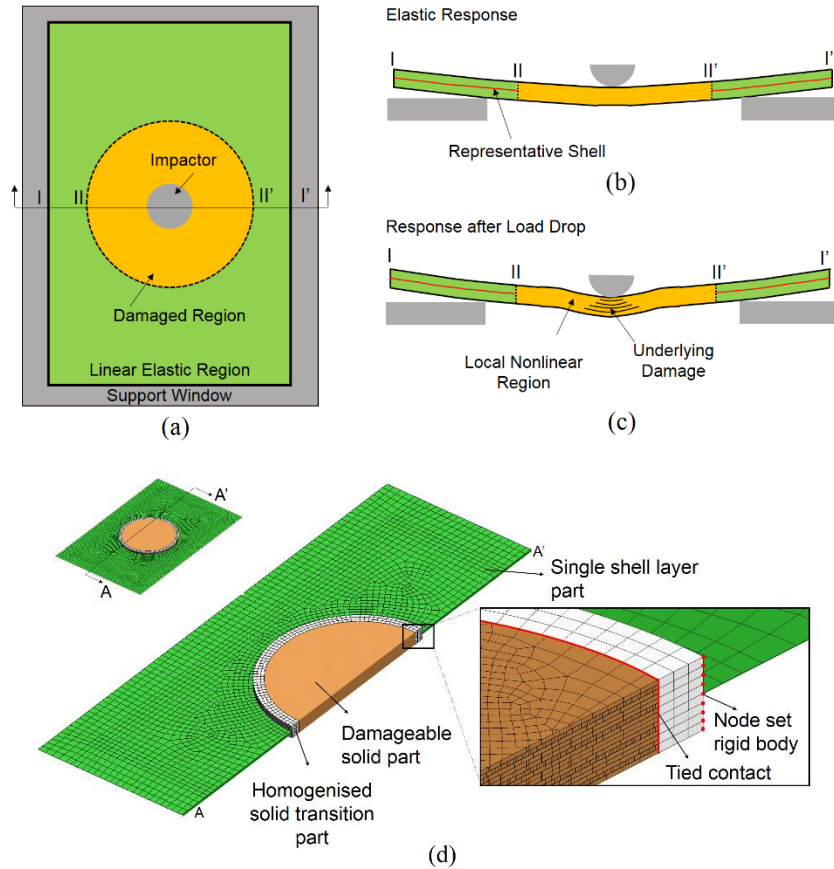 Impactor
I
II
II'
I'
Damaged Region
Linear Elastic Region
Support Window
(a)
Elastic Response
I
II
II'
I'
Representative Shell
(b)
Response after Load Drop
I
II
II'
I'
Local Nonlinear
Region
Underlying
Damage
(c)
A'
A
A'
Single shell layer
part
Damageable
solid part
Homogenised
solid transition
part
A
Node set
rigid body
Tied contact
(d)